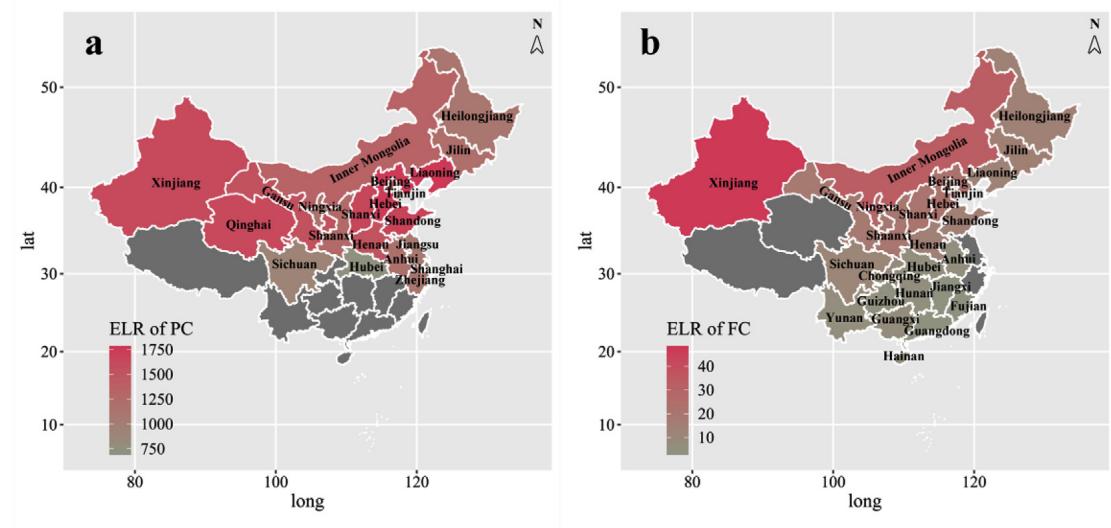 a
N
50
40
30
20
10
lat
Heilongjiang
Jilin
Inner Mongolia
Liaoning
Beijing
Tianjin
Xinjiang
Gansu
Hebei
Ningxia
Shanxi
Shandong
Qinghai
Shaanxi
Henan
Jiangsu
Anhui
Sichuan
Hubei
Shanghai
Zhejiang
ELR of PC
1750
1500
1250
1000
750
80
100
120
long
b
N
50
40
30
20
10
lat
Heilongjiang
Jilin
Inner Mongolia
Liaoning
Beijing
Tianjin
Xinjiang
Gansu
Hebei
Ningxia
Shanxi
Shandong
Shaanxi
Henan
Anhui
Sichuan
Hubei
Chongqing
Jiangxi
Hunan
Guizhou
Fujian
Yunan
Guangxi
Guangdong
Hainan
ELR of FC
40
30
20
10
80
100
120
long